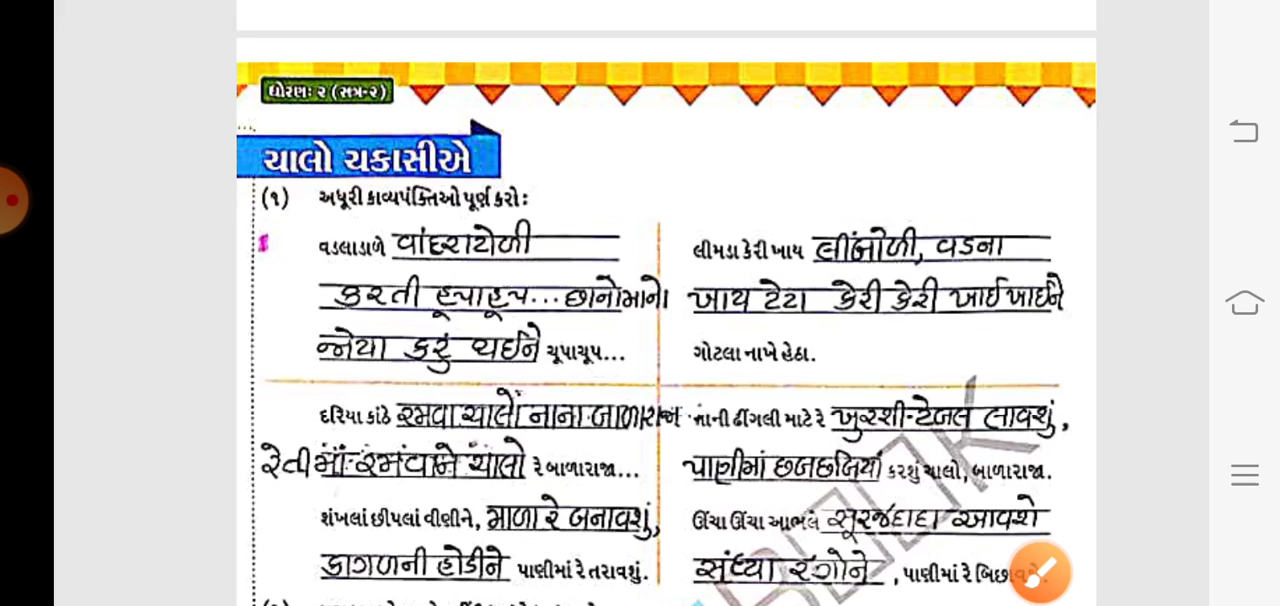 ધોરણ: ૨ (સત્ર-૨)
ચાલો ચકાસીએ
(૧) અધૂરી કાવ્યપંક્તિઓ પૂર્ણ કરો:
વડલાડાળે વાંદરાટોળી
કરતી હૂપાહૂપ... છાનોમાનો
જોયા કરું થઈને ચૂપાચૂપ...
લીમડા કેરી ખાય લીંબોળી, વડના
ખાય ટેટા કેરી કેરી ખાઈ ખાઈને
ગોટલા નાખે હેઠા.
દરિયા કાંઠે રમવા ચાલોં નાના બાળારાજા
રેતીમાં રમવાને ચાલો રે બાળારાજા...
શંખલાં છીપલાં વીણીને, માળા રે બનાવશું,
કાગળની હોડીને પાણીમાં રે તરાવશું.
નાની ઢીંગલી માટે રે ખુરશી-ટેબલ લાવશું,
પાણીમાં છબછબિયાં કરશું ચાલો, બાળારાજા.
ઊંચા ઊંચા આભલે સૂરજદાદા આવશે
સંધ્યા રંગોને, પાણીમાં રે